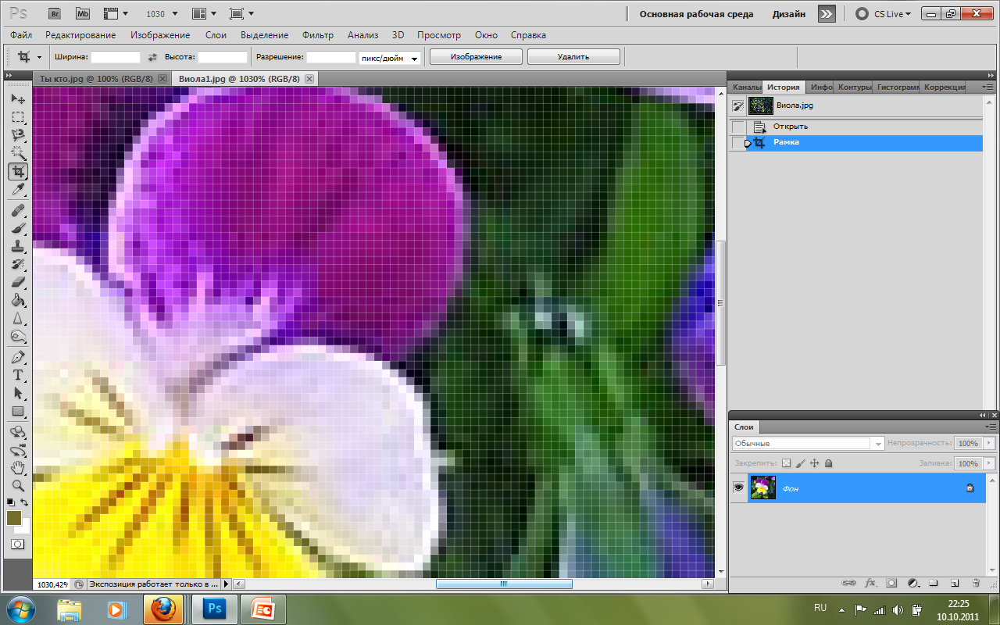 Ps Br Mb 1030 Основная рабочая среда Дизайн CS Live
Файл Редактирование Изображение Слои Выделение Фильтр Анализ 3D Просмотр Окно Справка
Ширина: Высота: Разрешение: пикс/дюйм Изображение Удалить
Ты кто.jpg @ 100% (RGB/8) Виола1.jpg @ 1030% (RGB/8)
Каналы История Инфо Контуры Гистограмм Коррекция
Виола.jpg
Открыть
Рамка
T
Слои
Обычные Непрозрачность: 100%
Закрепить: Заливка: 100%
Фон
1030,42% Экспозиция работает только в ...
fx
Ps
RU
22:25
10.10.2011